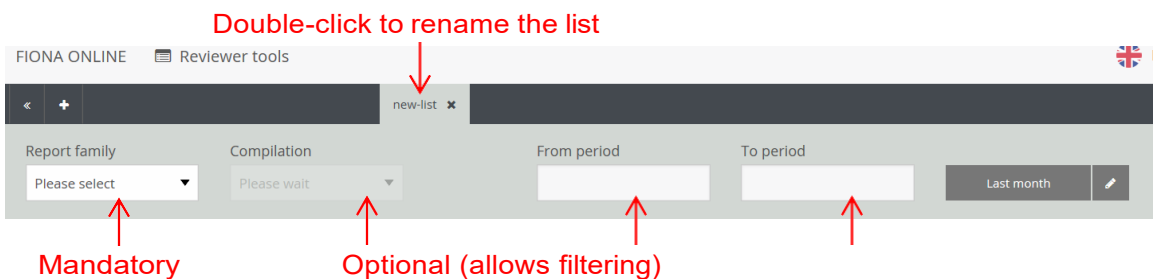 Double-click to rename the list
FIONA ONLINE Reviewer tools
new-list
Report family Compilation From period To period
Please select Please wait Last month
Mandatory Optional (allows filtering)